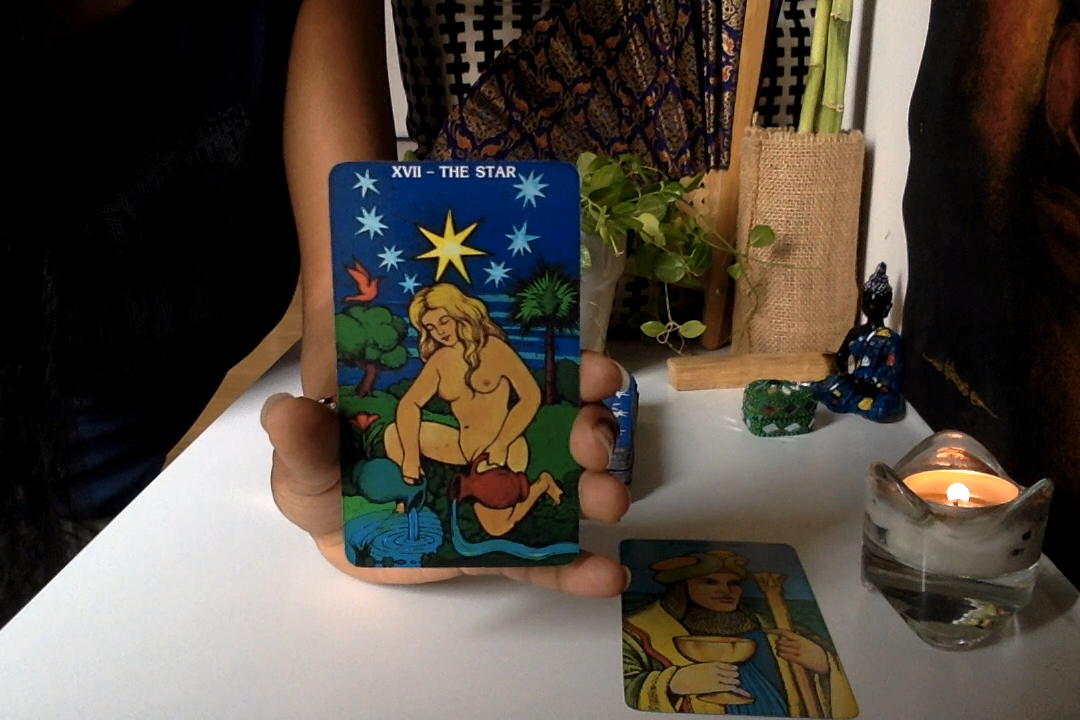 XVII – THE STAR